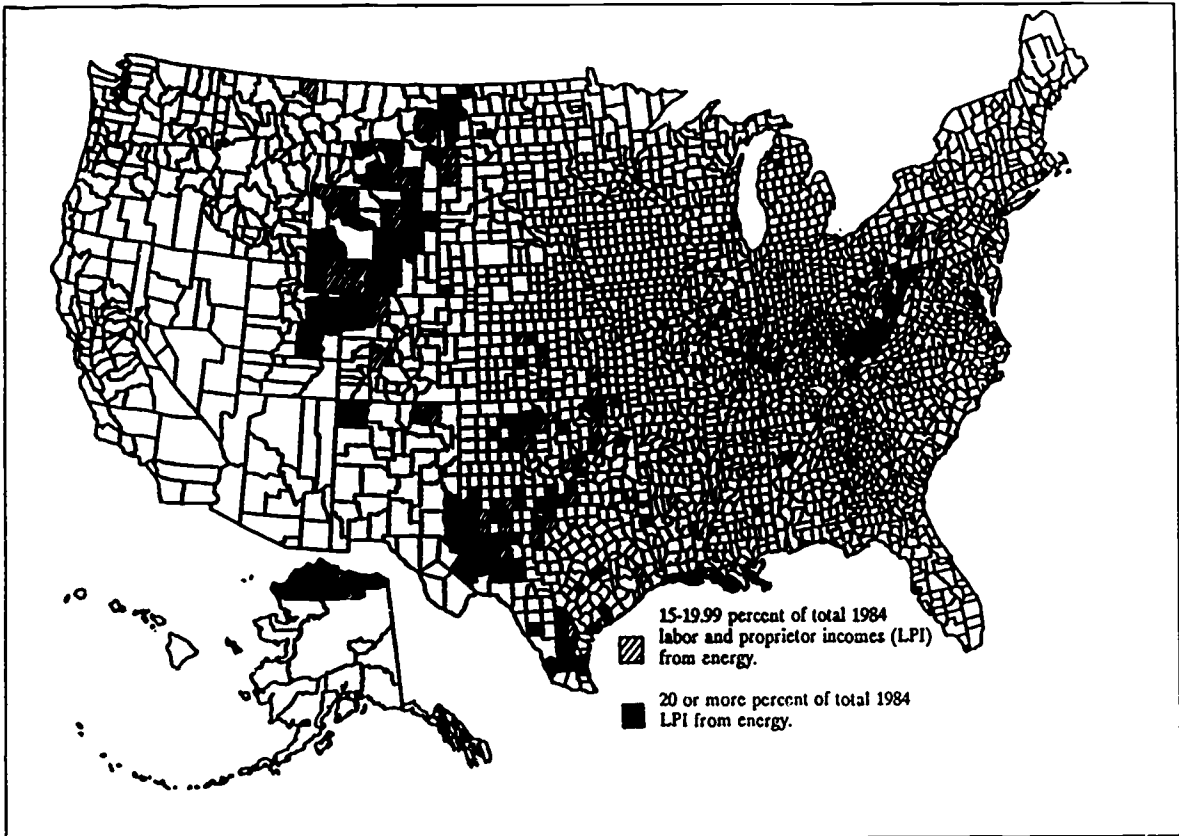 15-19.99 percent of total 1984
labor and proprietor incomes (LPI)
from energy.
20 or more percent of total 1984
LPI from energy.